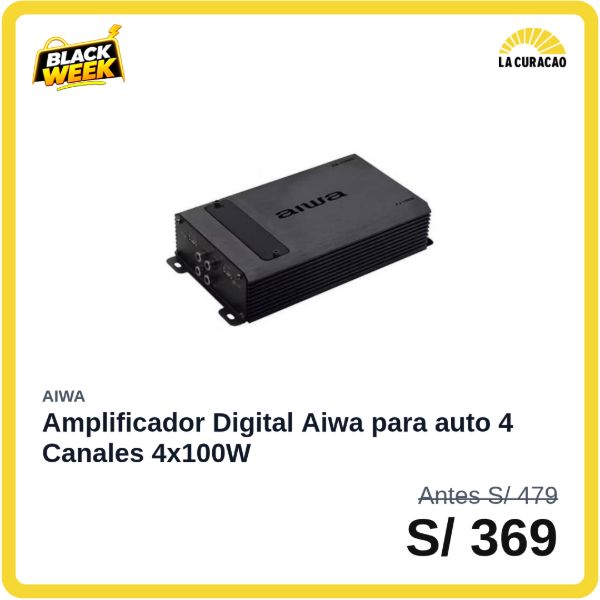 BLACK
WEEK
LA CURACAO
aiwa
AIWA
Amplificador Digital Aiwa para auto 4
Canales 4x100W
Antes S/ 479
S/ 369